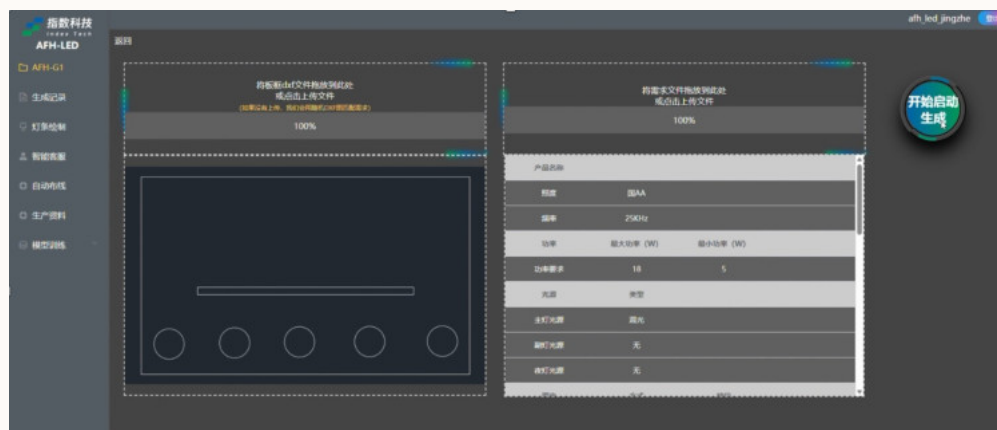 指数科技
Index Tech
AFH-LED
afh_led_jingzhe
返回
AFH-G1
生成记录
灯条绘制
智能客服
自动布线
生产资料
模型训练
将板框dxf文件拖放到此处
或点击上传文件
100%
将需求文件拖放到此处
或点击上传文件
100%
开始启动
生成
产品名称
照度 国AA
频率 25KHz
功率 最大功率（W） 最小功率（W）
功率要求 18 5
光源 类型
主灯光源
副灯光源 无
夜灯光源 无